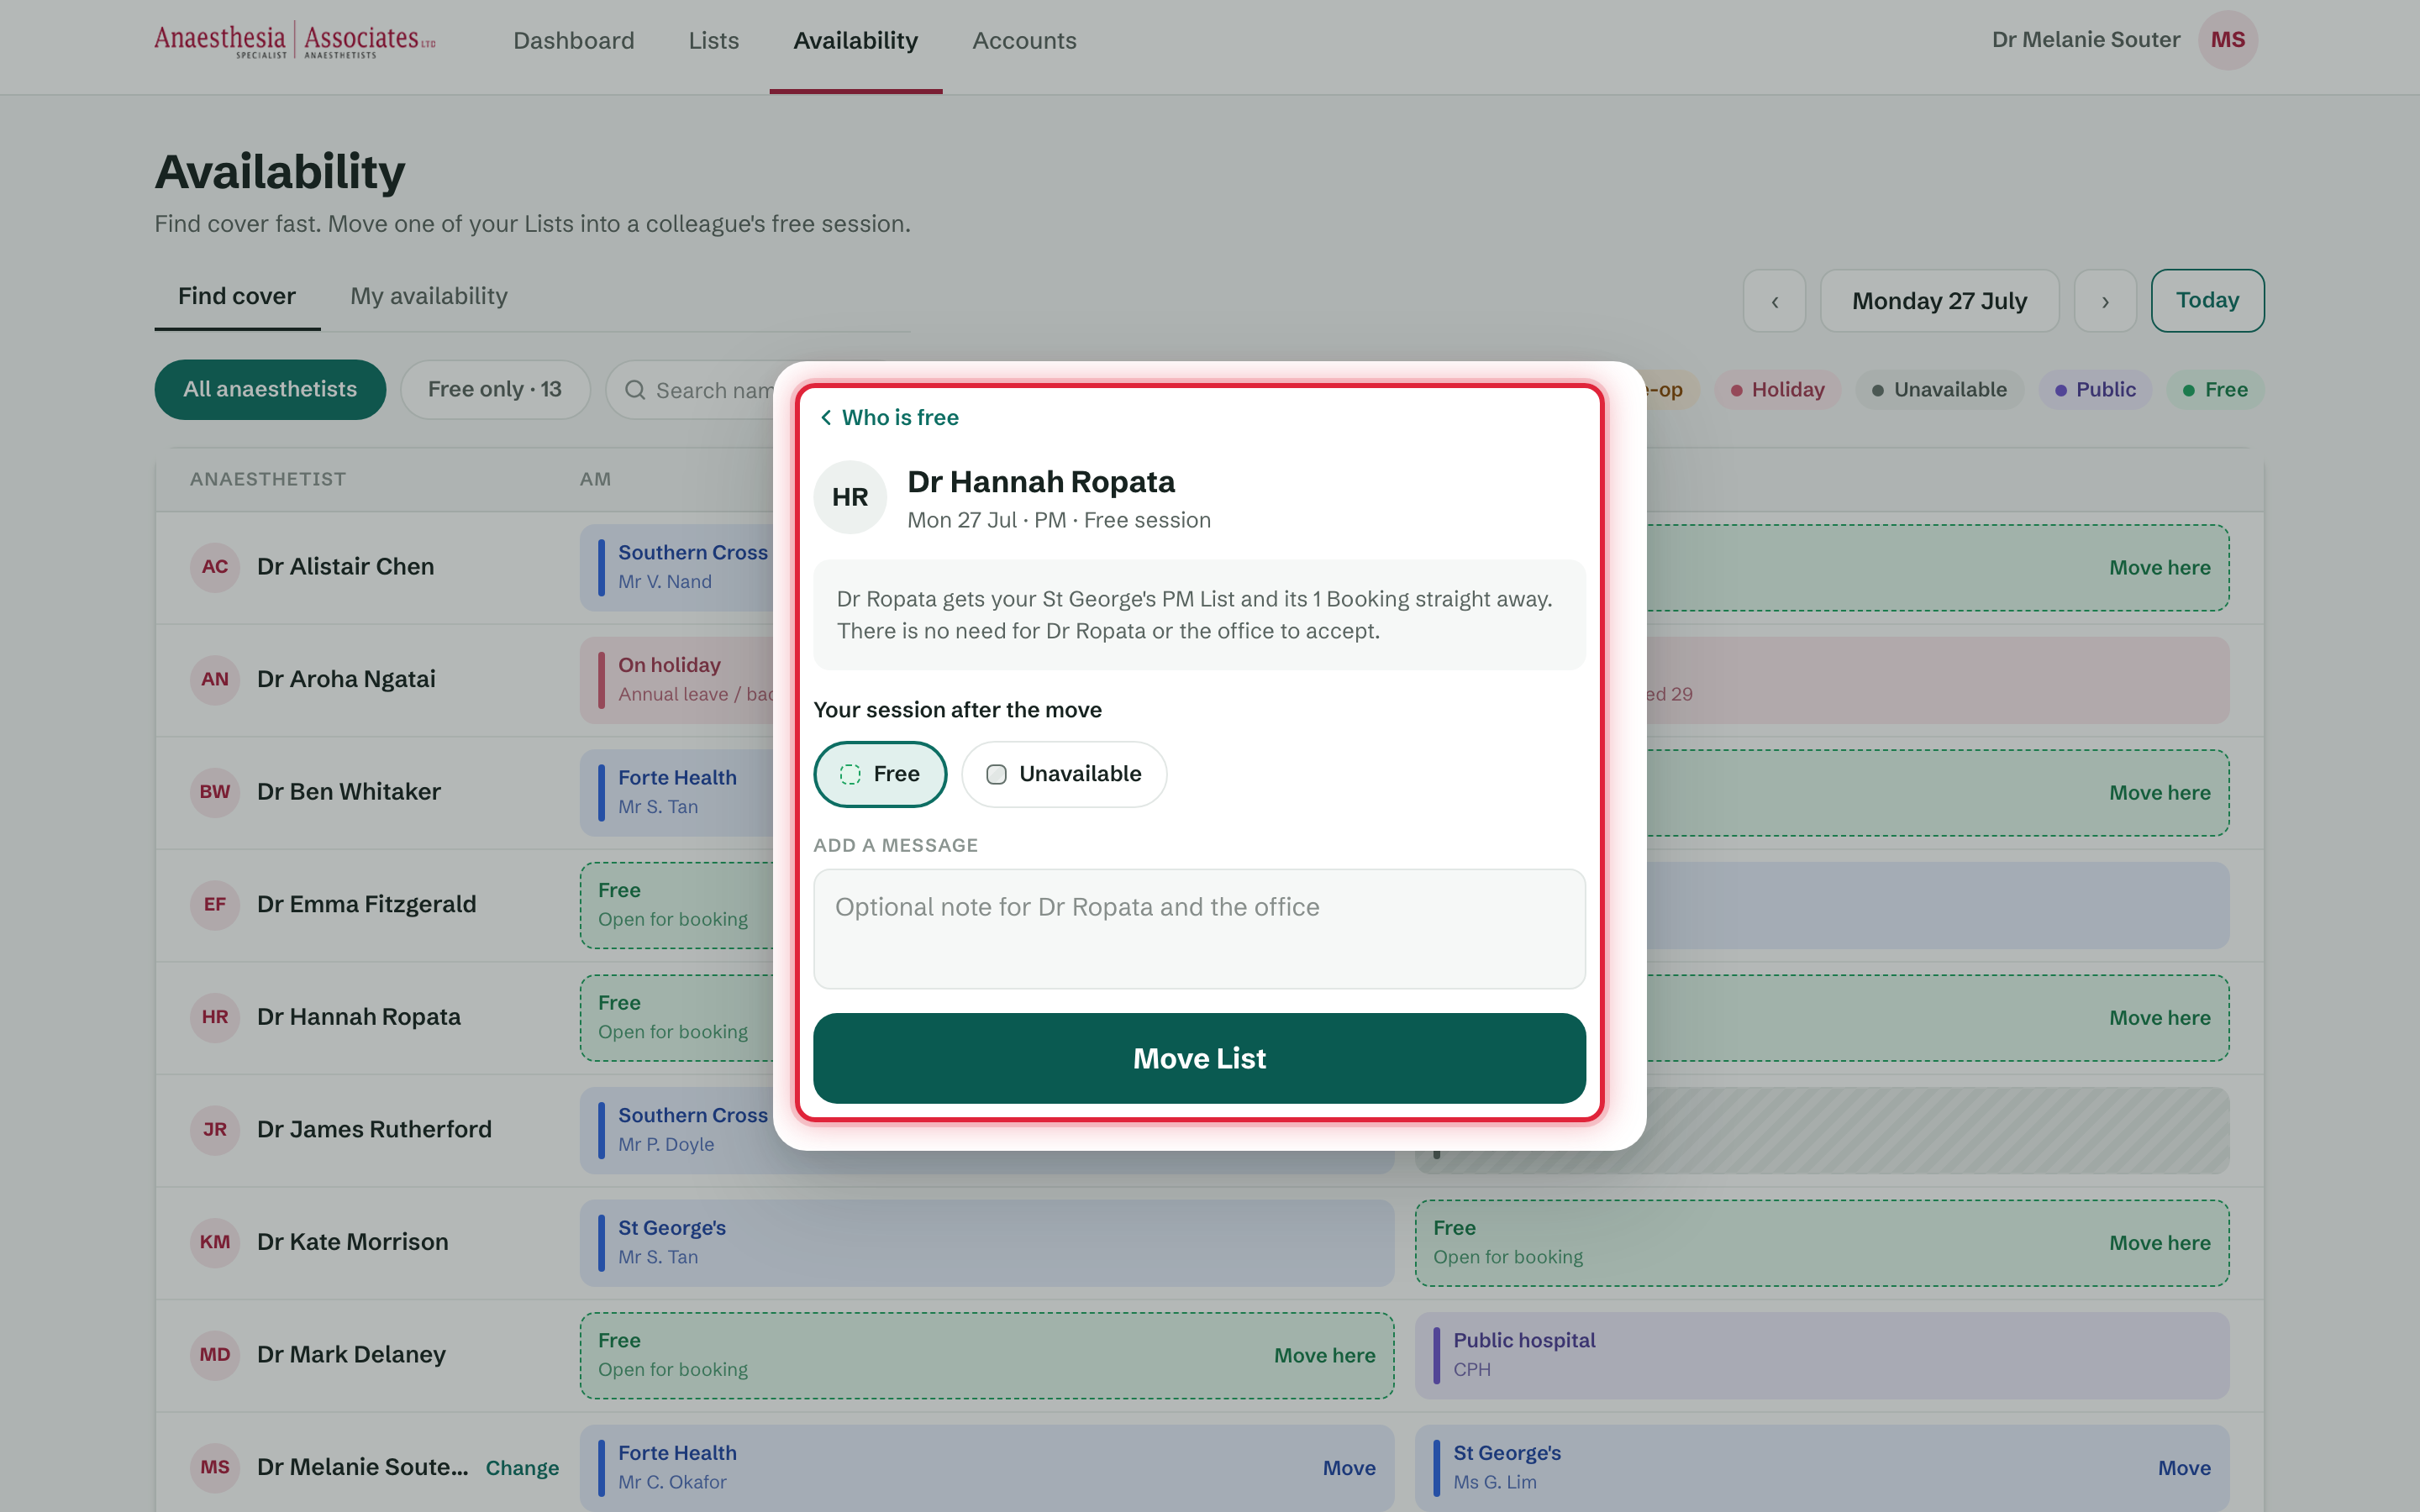 Anaesthesia | Associates LTD
SPECIALIST ANAESTHETISTS
Dashboard
Lists
Availability
Accounts
Dr Melanie Souter
MS
Availability
Find cover fast. Move one of your Lists into a colleague's free session.
Find cover
My availability
‹
Monday 27 July
›
Today
All anaesthetists
Free only · 13
Search nam
e-op
Holiday
Unavailable
Public
Free
ANAESTHETIST
AM
AC
Dr Alistair Chen
Southern Cross
Mr V. Nand
Move here
AN
Dr Aroha Ngatai
On holiday
Annual leave / bac
ed 29
BW
Dr Ben Whitaker
Forte Health
Mr S. Tan
Move here
EF
Dr Emma Fitzgerald
Free
Open for booking
HR
Dr Hannah Ropata
Free
Open for booking
Move here
JR
Dr James Rutherford
Southern Cross
Mr P. Doyle
KM
Dr Kate Morrison
St George's
Mr S. Tan
Free
Open for booking
Move here
MD
Dr Mark Delaney
Free
Open for booking
Move here
Public hospital
CPH
MS
Dr Melanie Soute...
Change
Forte Health
Mr C. Okafor
Move
St George's
Ms G. Lim
Move
‹ Who is free
HR
Dr Hannah Ropata
Mon 27 Jul · PM · Free session
Dr Ropata gets your St George's PM List and its 1 Booking straight away.
There is no need for Dr Ropata or the office to accept.
Your session after the move
Free
Unavailable
ADD A MESSAGE
Optional note for Dr Ropata and the office
Move List